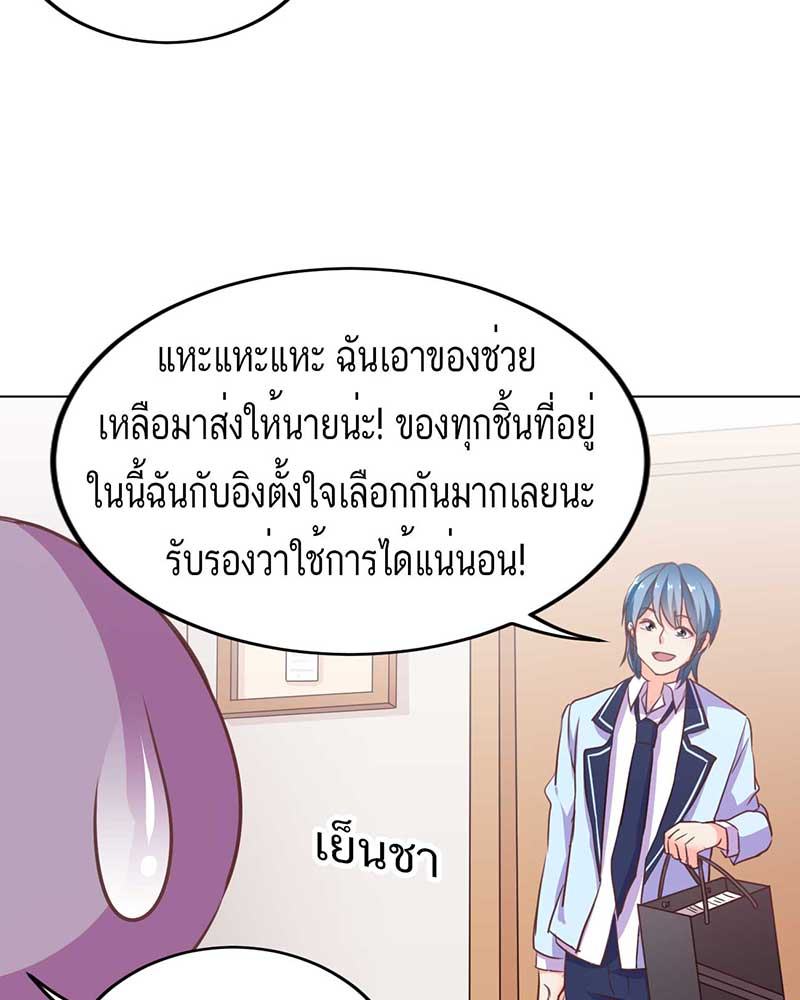 แหะแหะแหะ ฉันเอาของช่วย
เหลือมาส่งให้นายน่ะ! ของทุกชิ้นที่อยู่
ในนี้ฉันกับอิงตั้งใจเลือกกันมากเลยนะ
รับรองว่าใช้การได้แน่นอน!
เย็นชา